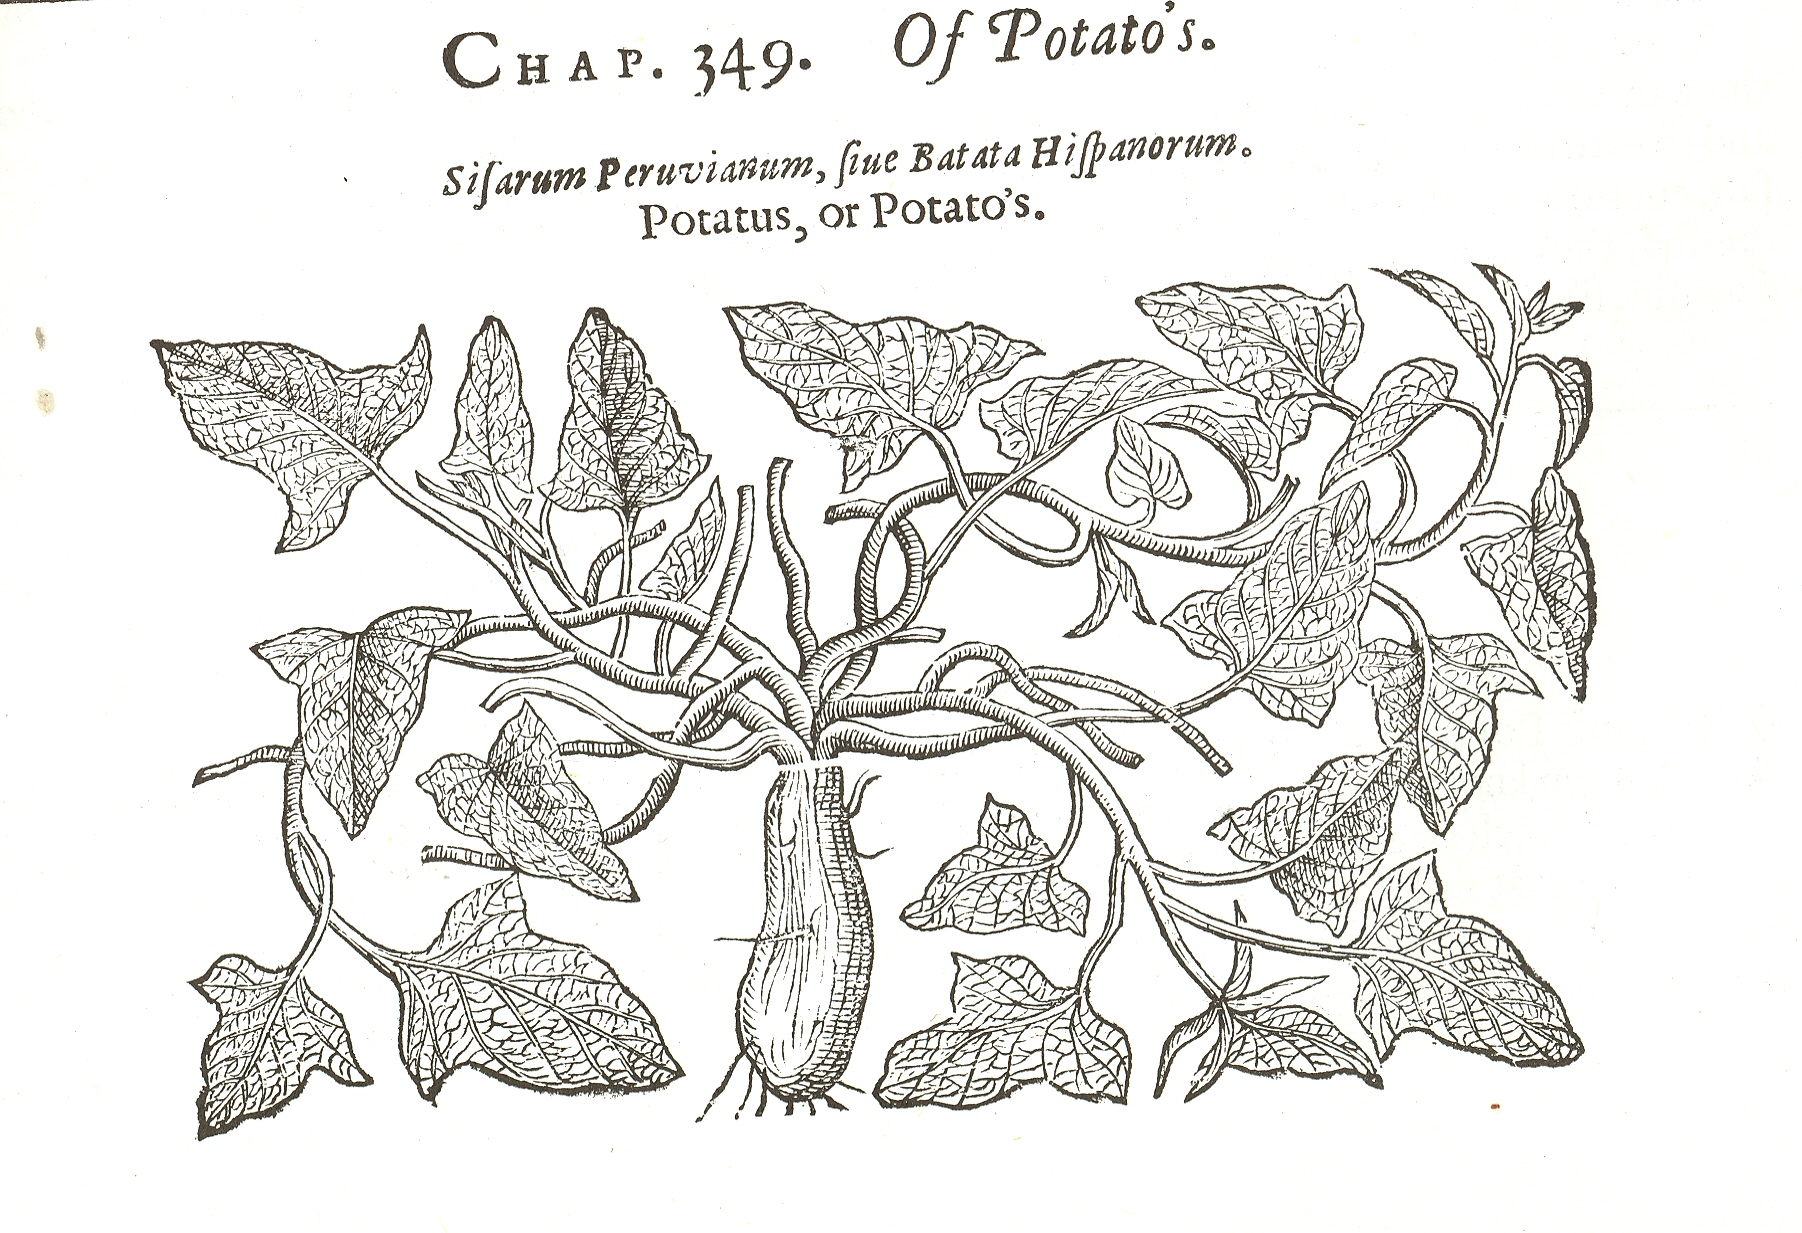 CHAP. 349. Of Potato's.
Siſarum Peruvianum, ſiue Batata Hiſpanorum.
Potatus, or Potato's.